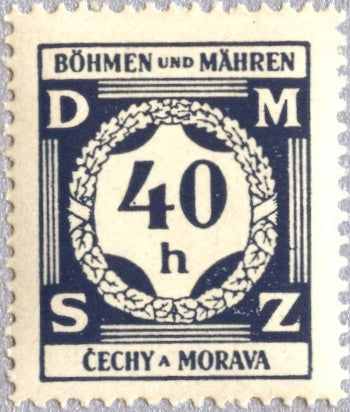 BÖHMEN UND MÄHREN
D M
40
h
S Z
ČECHY A MORAVA